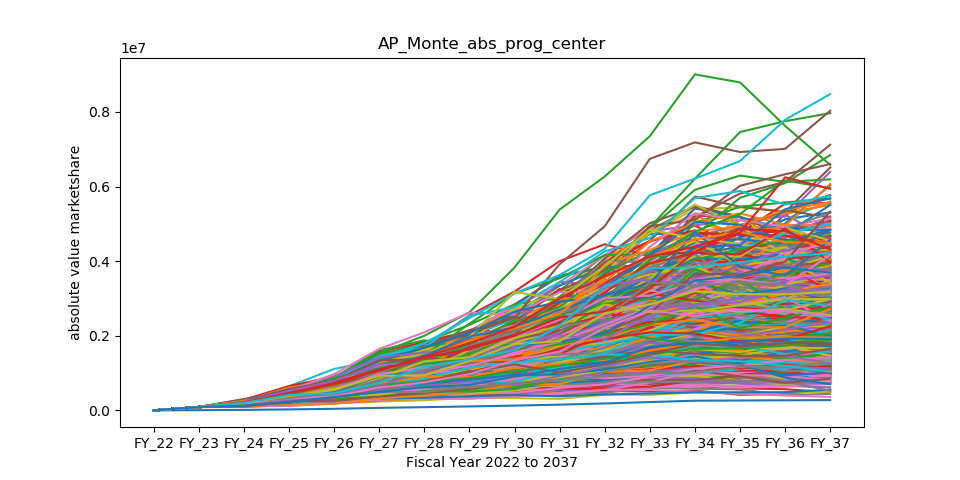 AP_Monte_abs_prog_center
1e7
absolute value marketshare
0.8
0.6
0.4
0.2
0.0
FY_22 FY_23 FY_24 FY_25 FY_26 FY_27 FY_28 FY_29 FY_30 FY_31 FY_32 FY_33 FY_34 FY_35 FY_36 FY_37
Fiscal Year 2022 to 2037